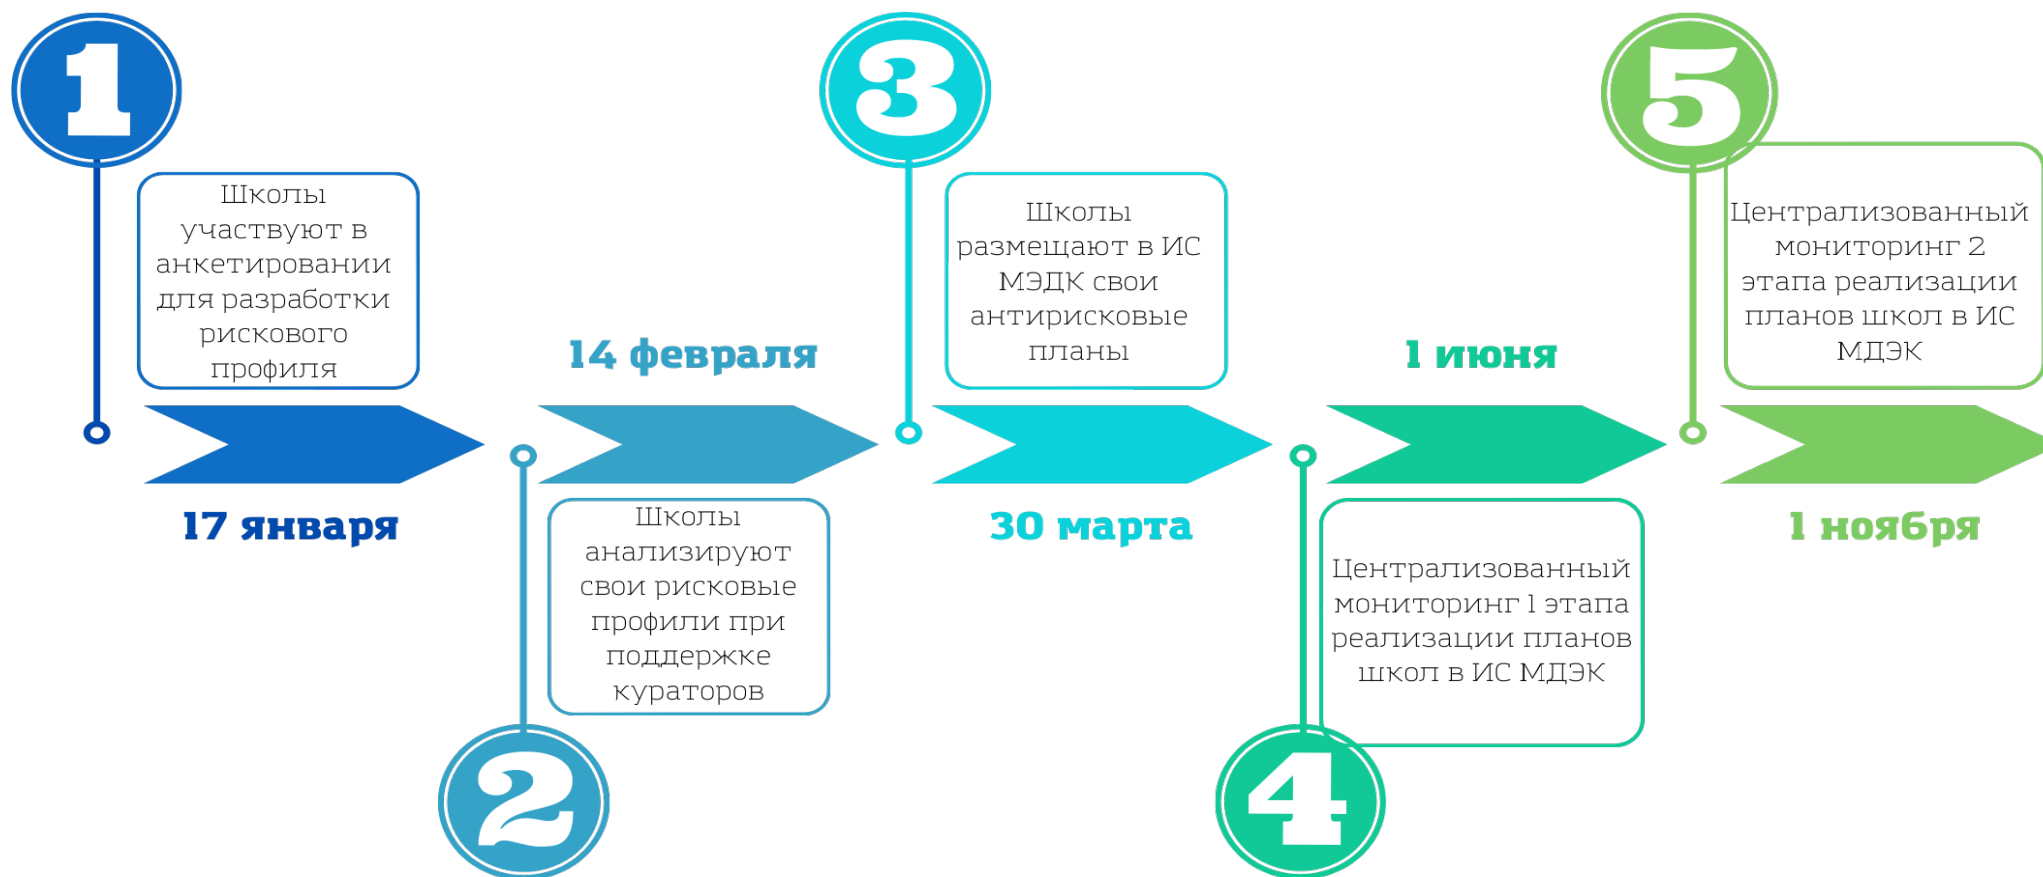 1
Школы
участвуют в
анкетировании
для разработки
рискового
профиля
17 января
14 февраля
Школы
анализируют
свои рисковые
профили при
поддержке
кураторов
2
3
Школы
размещают в ИС
МЭДК свои
антирисковые
планы
30 марта
1 июня
Централизованный
мониторинг 1 этапа
реализации планов
школ в ИС МДЭК
4
5
Централизованный
мониторинг 2
этапа реализации
планов школ в ИС
МДЭК
1 ноября